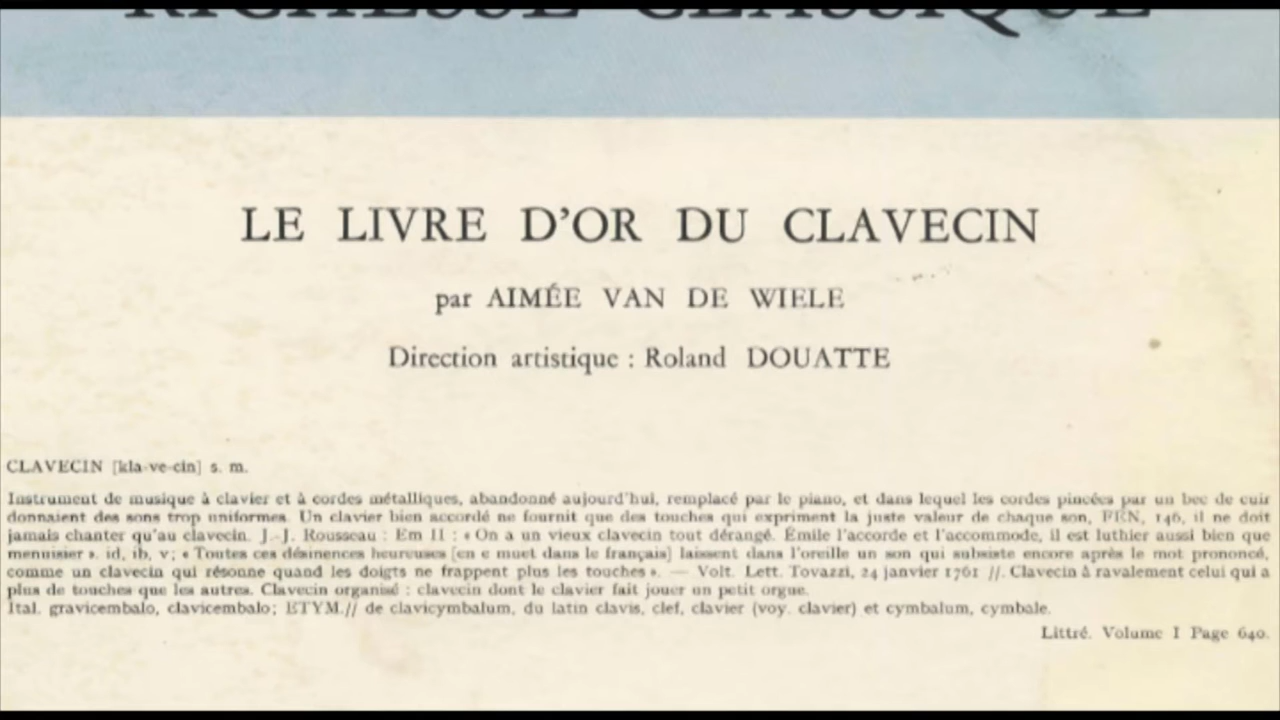 RICHESSE CLASSIQUE
LE LIVRE D'OR DU CLAVECIN
par AIMÉE VAN DE WIELE
Direction artistique : Roland DOUATTE
CLAVECIN [kla-ve-cin] s. m.
Instrument de musique à clavier et à cordes métalliques, abandonné aujourd'hui, remplacé par le piano, et dans lequel les cordes pincées par un bec de cuir
donnaient des sons trop uniformes. Un clavier bien accordé ne fournit que des touches qui expriment la juste valeur de chaque son, FÉN, 146, il ne doit
jamais chanter qu'au clavecin. J.-J. Rousseau : Em II : « On a un vieux clavecin tout dérangé. Émile l'accorde et l'accommode, il est luthier aussi bien que
menuisier ». id, ib, v; « Toutes ces désinences heureuses [en e muet dans le français] laissent dans l'oreille un son qui subsiste encore après le mot prononcé,
comme un clavecin qui résonne quand les doigts ne frappent plus les touches ». — Volt. Lett. Tovazzi, 24 janvier 1761 //. Clavecin à ravalement celui qui a
plus de touches que les autres. Clavecin organisé : clavecin dont le clavier fait jouer un petit orgue.
Ital. gravicembalo, clavicembalo; ETYM.// de clavicymbalum, du latin clavis, clef, clavier (voy. clavier) et cymbalum, cymbale.
Littré. Volume I Page 640.